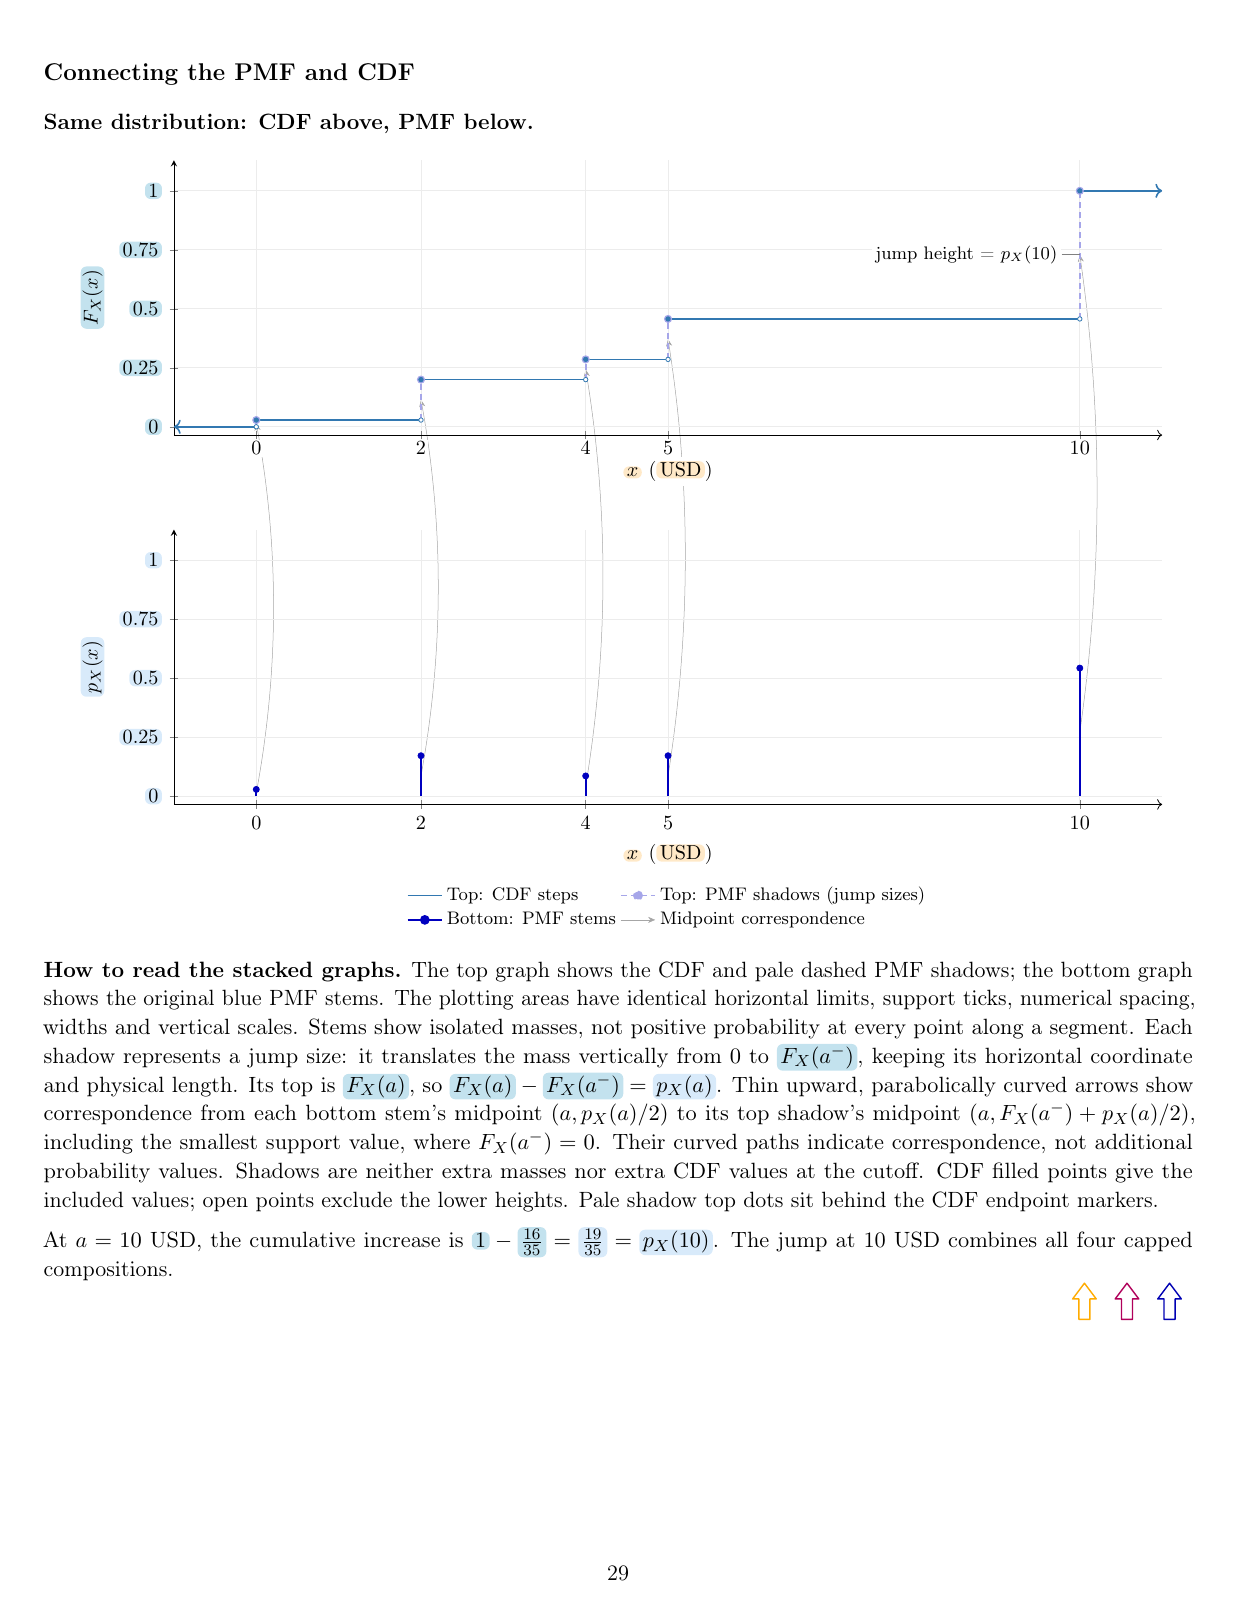 Connecting the PMF and CDF
Same distribution: CDF above, PMF below.
1
0.75
0.5
0.25
0
F_X(x)
jump height = p_X(10)
0 2 4 5 10
x (USD)
1
0.75
0.5
0.25
0
p_X(x)
0 2 4 5 10
x (USD)
Top: CDF steps Top: PMF shadows (jump sizes)
Bottom: PMF stems Midpoint correspondence
How to read the stacked graphs. The top graph shows the CDF and pale dashed PMF shadows; the bottom graph
shows the original blue PMF stems. The plotting areas have identical horizontal limits, support ticks, numerical spacing,
widths and vertical scales. Stems show isolated masses, not positive probability at every point along a segment. Each
shadow represents a jump size: it translates the mass vertically from 0 to F_X(a⁻), keeping its horizontal coordinate
and physical length. Its top is F_X(a), so F_X(a) − F_X(a⁻) = p_X(a). Thin upward, parabolically curved arrows show
correspondence from each bottom stem's midpoint (a, p_X(a)/2) to its top shadow's midpoint (a, F_X(a⁻) + p_X(a)/2),
including the smallest support value, where F_X(a⁻) = 0. Their curved paths indicate correspondence, not additional
probability values. Shadows are neither extra masses nor extra CDF values at the cutoff. CDF filled points give the
included values; open points exclude the lower heights. Pale shadow top dots sit behind the CDF endpoint markers.
At a = 10 USD, the cumulative increase is 1 − 16/35 = 19/35 = p_X(10). The jump at 10 USD combines all four capped
compositions.
29